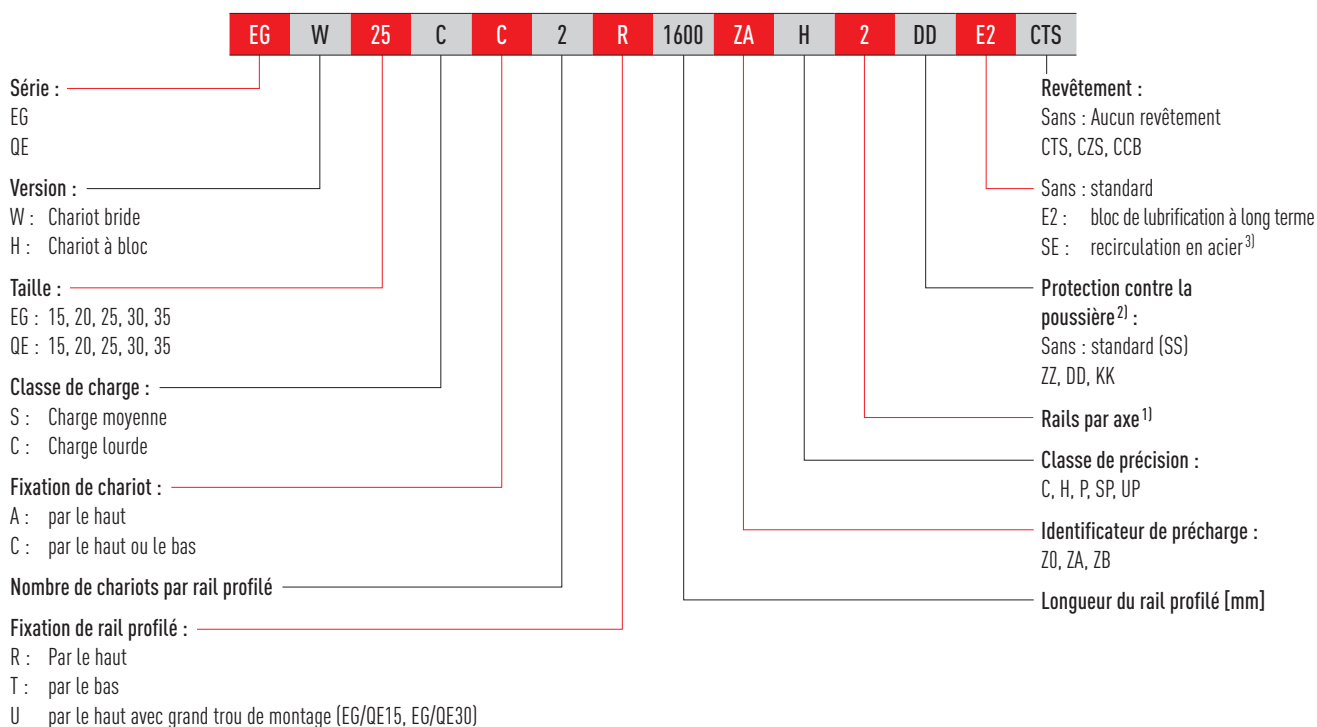 EG W 25 C C 2 R 1600 ZA H 2 DD E2 CTS
Série :
EG
QE
Version :
W : Chariot bride
H : Chariot à bloc
Taille :
EG : 15, 20, 25, 30, 35
QE : 15, 20, 25, 30, 35
Classe de charge :
S : Charge moyenne
C : Charge lourde
Fixation de chariot :
A : par le haut
C : par le haut ou le bas
Nombre de chariots par rail profilé
Fixation de rail profilé :
R : Par le haut
T : par le bas
U par le haut avec grand trou de montage (EG/QE15, EG/QE30)
Revêtement :
Sans : Aucun revêtement
CTS, CZS, CCB
Sans : standard
E2 : bloc de lubrification à long terme
SE : recirculation en acier 3)
Protection contre la
poussière 2) :
Sans : standard (SS)
ZZ, DD, KK
Rails par axe 1)
Classe de précision :
C, H, P, SP, UP
Identificateur de précharge :
Z0, ZA, ZB
Longueur du rail profilé [mm]